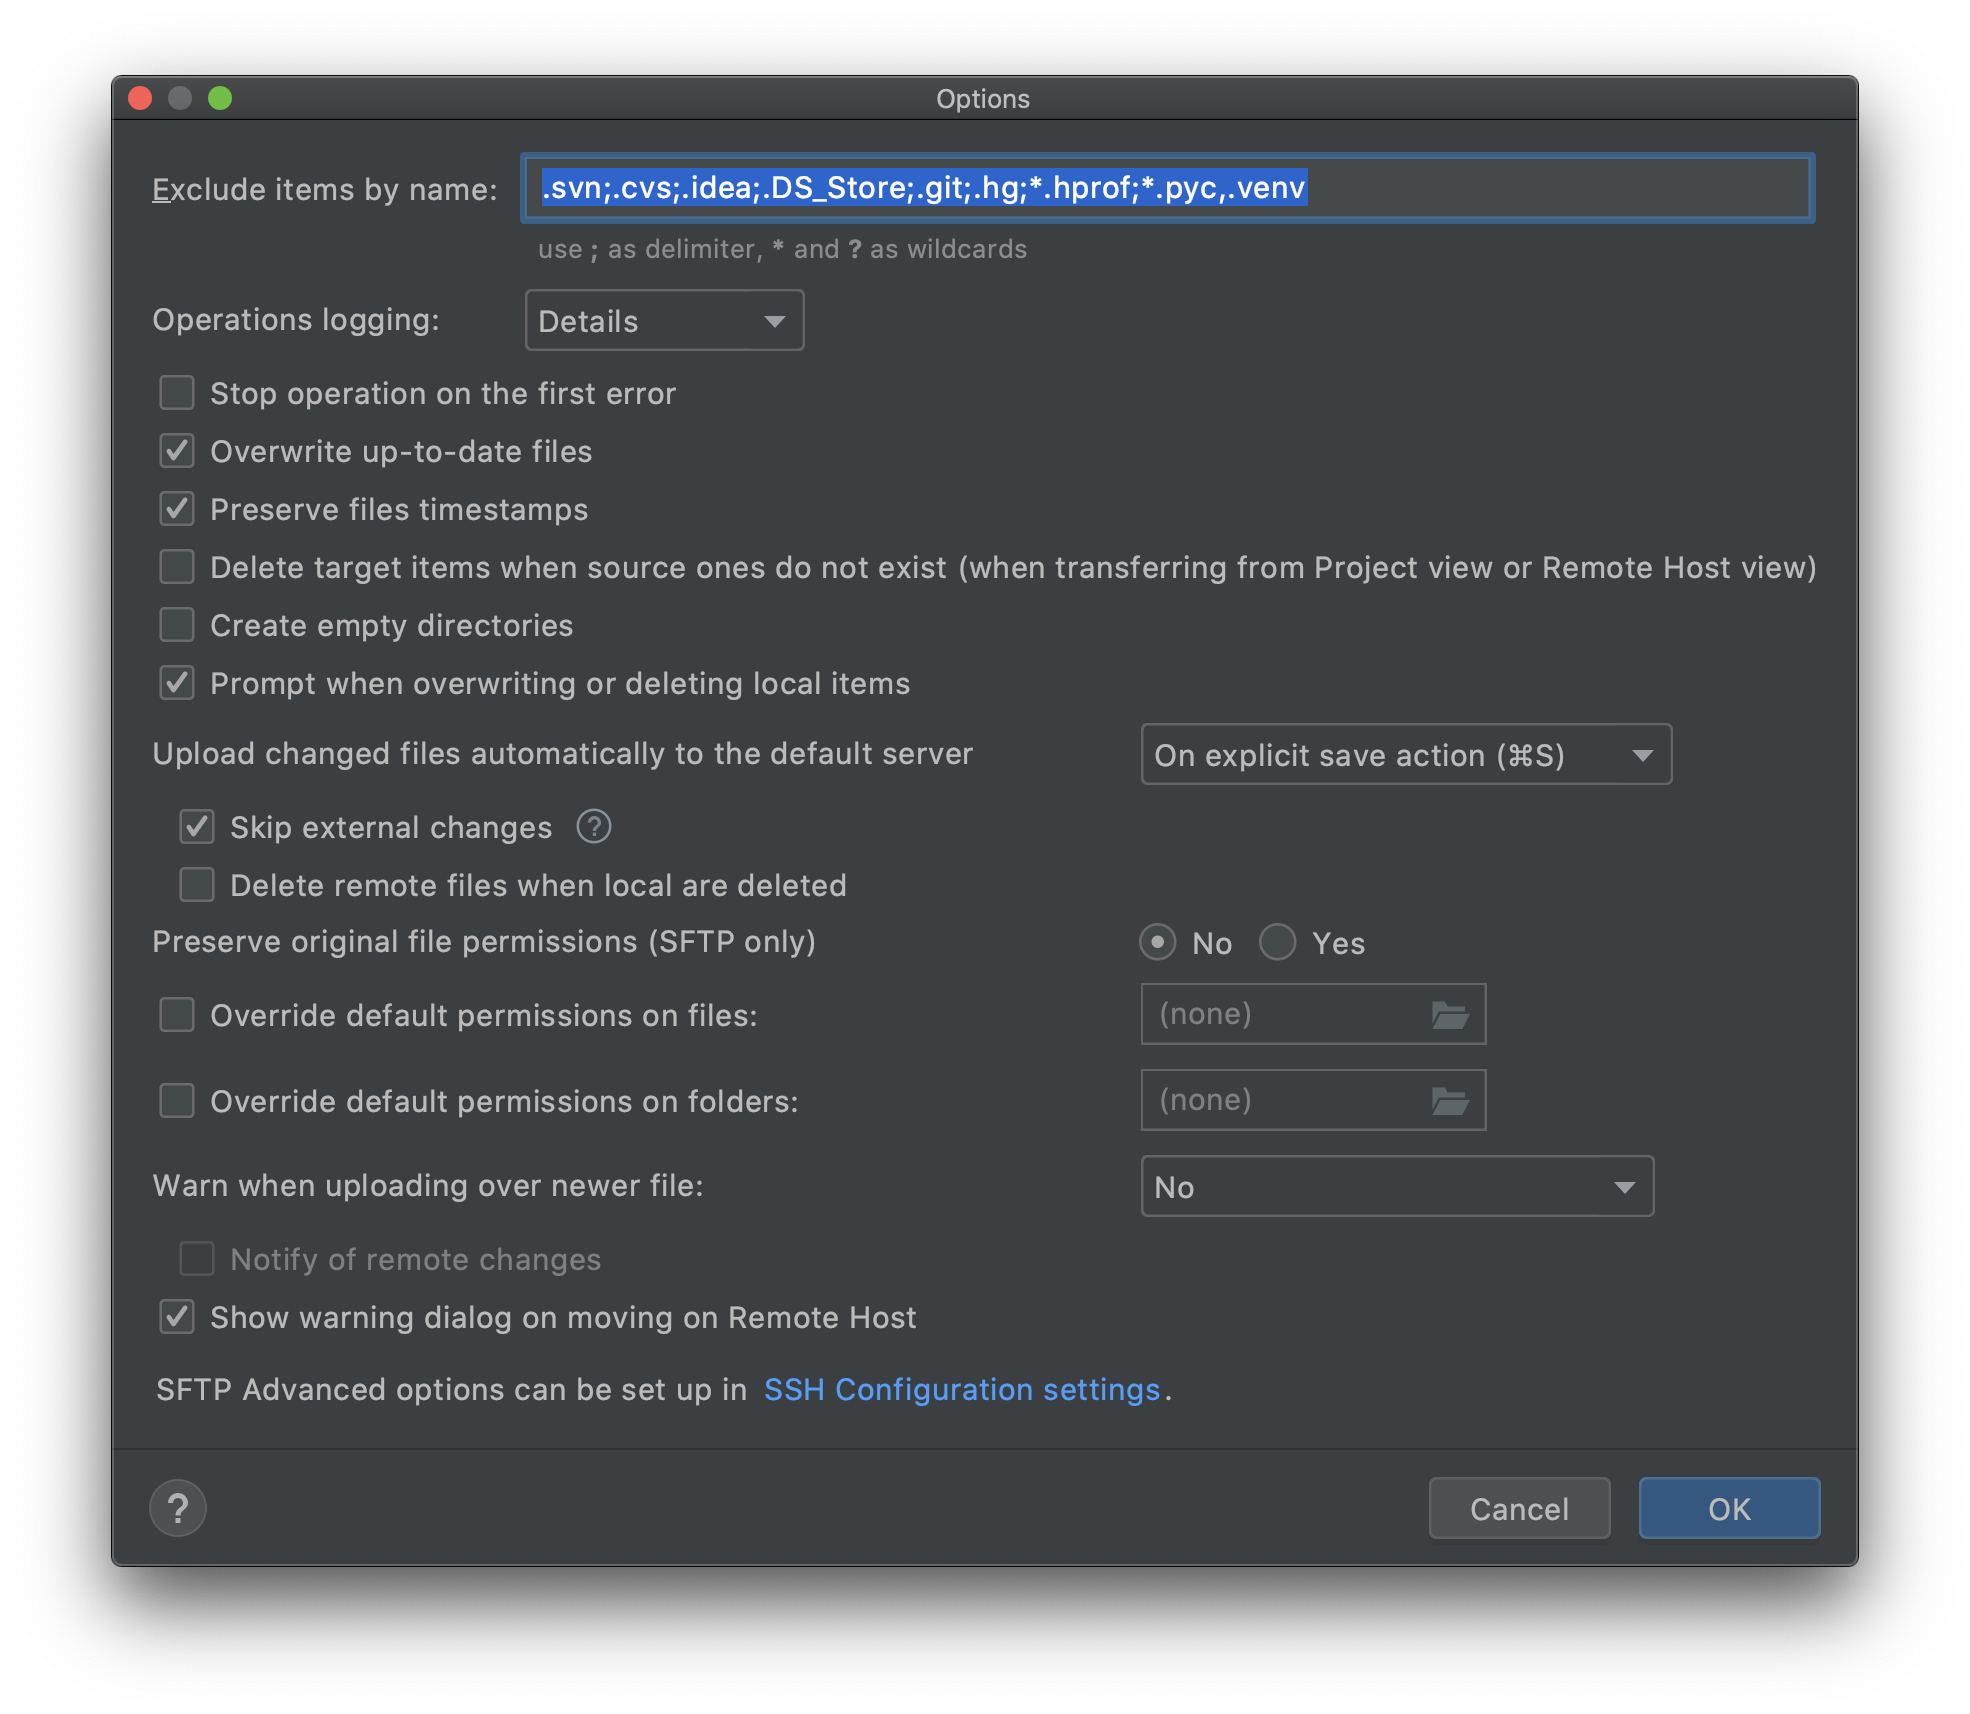 Options
Exclude items by name: .svn;.cvs;.idea;.DS_Store;.git;.hg;*.hprof;*.pyc,.venv
use ; as delimiter, * and ? as wildcards
Operations logging: Details
Stop operation on the first error
Overwrite up-to-date files
Preserve files timestamps
Delete target items when source ones do not exist (when transferring from Project view or Remote Host view)
Create empty directories
Prompt when overwriting or deleting local items
Upload changed files automatically to the default server On explicit save action (⌘S)
Skip external changes ?
Delete remote files when local are deleted
Preserve original file permissions (SFTP only) No Yes
Override default permissions on files: (none)
Override default permissions on folders: (none)
Warn when uploading over newer file: No
Notify of remote changes
Show warning dialog on moving on Remote Host
SFTP Advanced options can be set up in SSH Configuration settings.
? Cancel OK